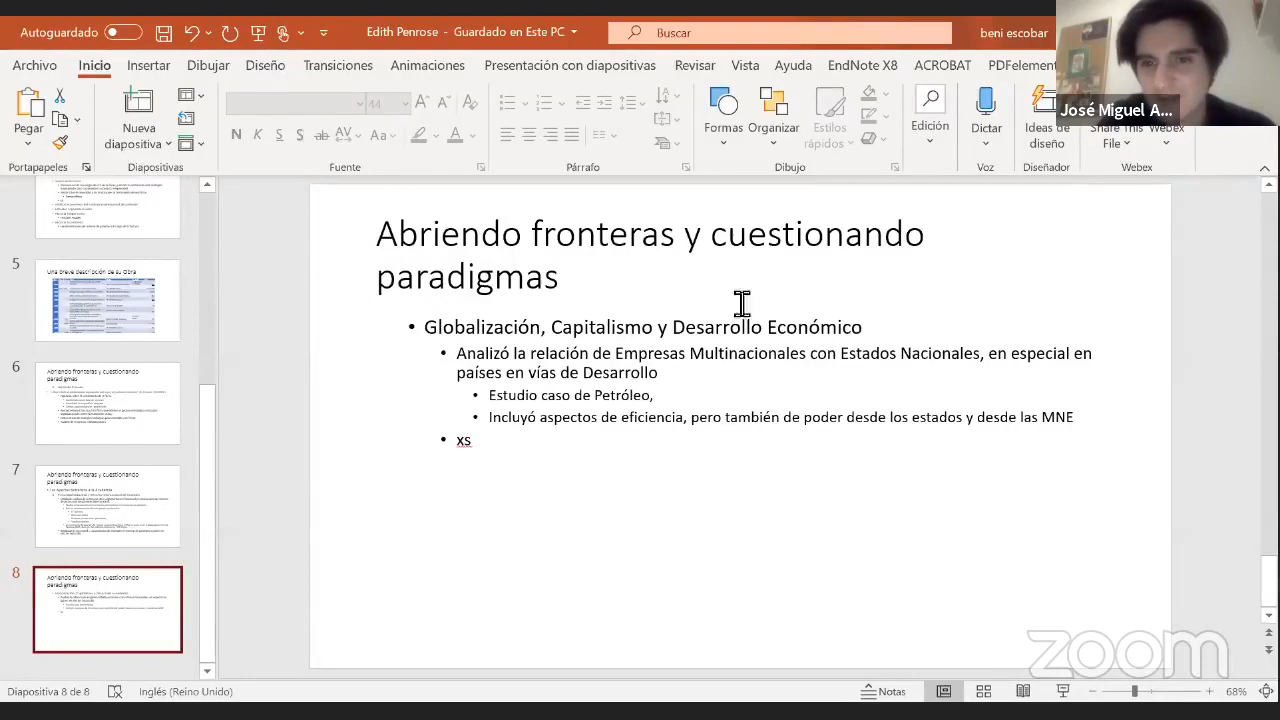 Autoguardado
Edith Penrose - Guardado en Este PC
Buscar
beni escobar
Archivo Inicio Insertar Dibujar Diseño Transiciones Animaciones Presentación con diapositivas Revisar Vista Ayuda EndNote X8 ACROBAT PDFelement
José Miguel A...
Pegar
Nueva
diapositiva
44
N K S S ab AV Aa A
Formas Organizar Estilos
rápidos
Edición
Dictar
Ideas de
diseño
Share This
File
Webex
Portapapeles Diapositivas Fuente Párrafo Dibujo Voz Diseñador Webex
5
Una breve descripción de su Obra
6
Abriendo fronteras y cuestionando
paradigmas
7
Abriendo fronteras y cuestionando
paradigmas
8
Abriendo fronteras y cuestionando
paradigmas
Abriendo fronteras y cuestionando
paradigmas
• Globalización, Capitalismo y Desarrollo Económico
• Analizó la relación de Empresas Multinacionales con Estados Nacionales, en especial en
países en vías de Desarrollo
• Estudio caso de Petróleo,
• Incluyo aspectos de eficiencia, pero también de poder desde los estados y desde las MNE
• xs
zoom
Diapositiva 8 de 8
Inglés (Reino Unido)
Notas
68%